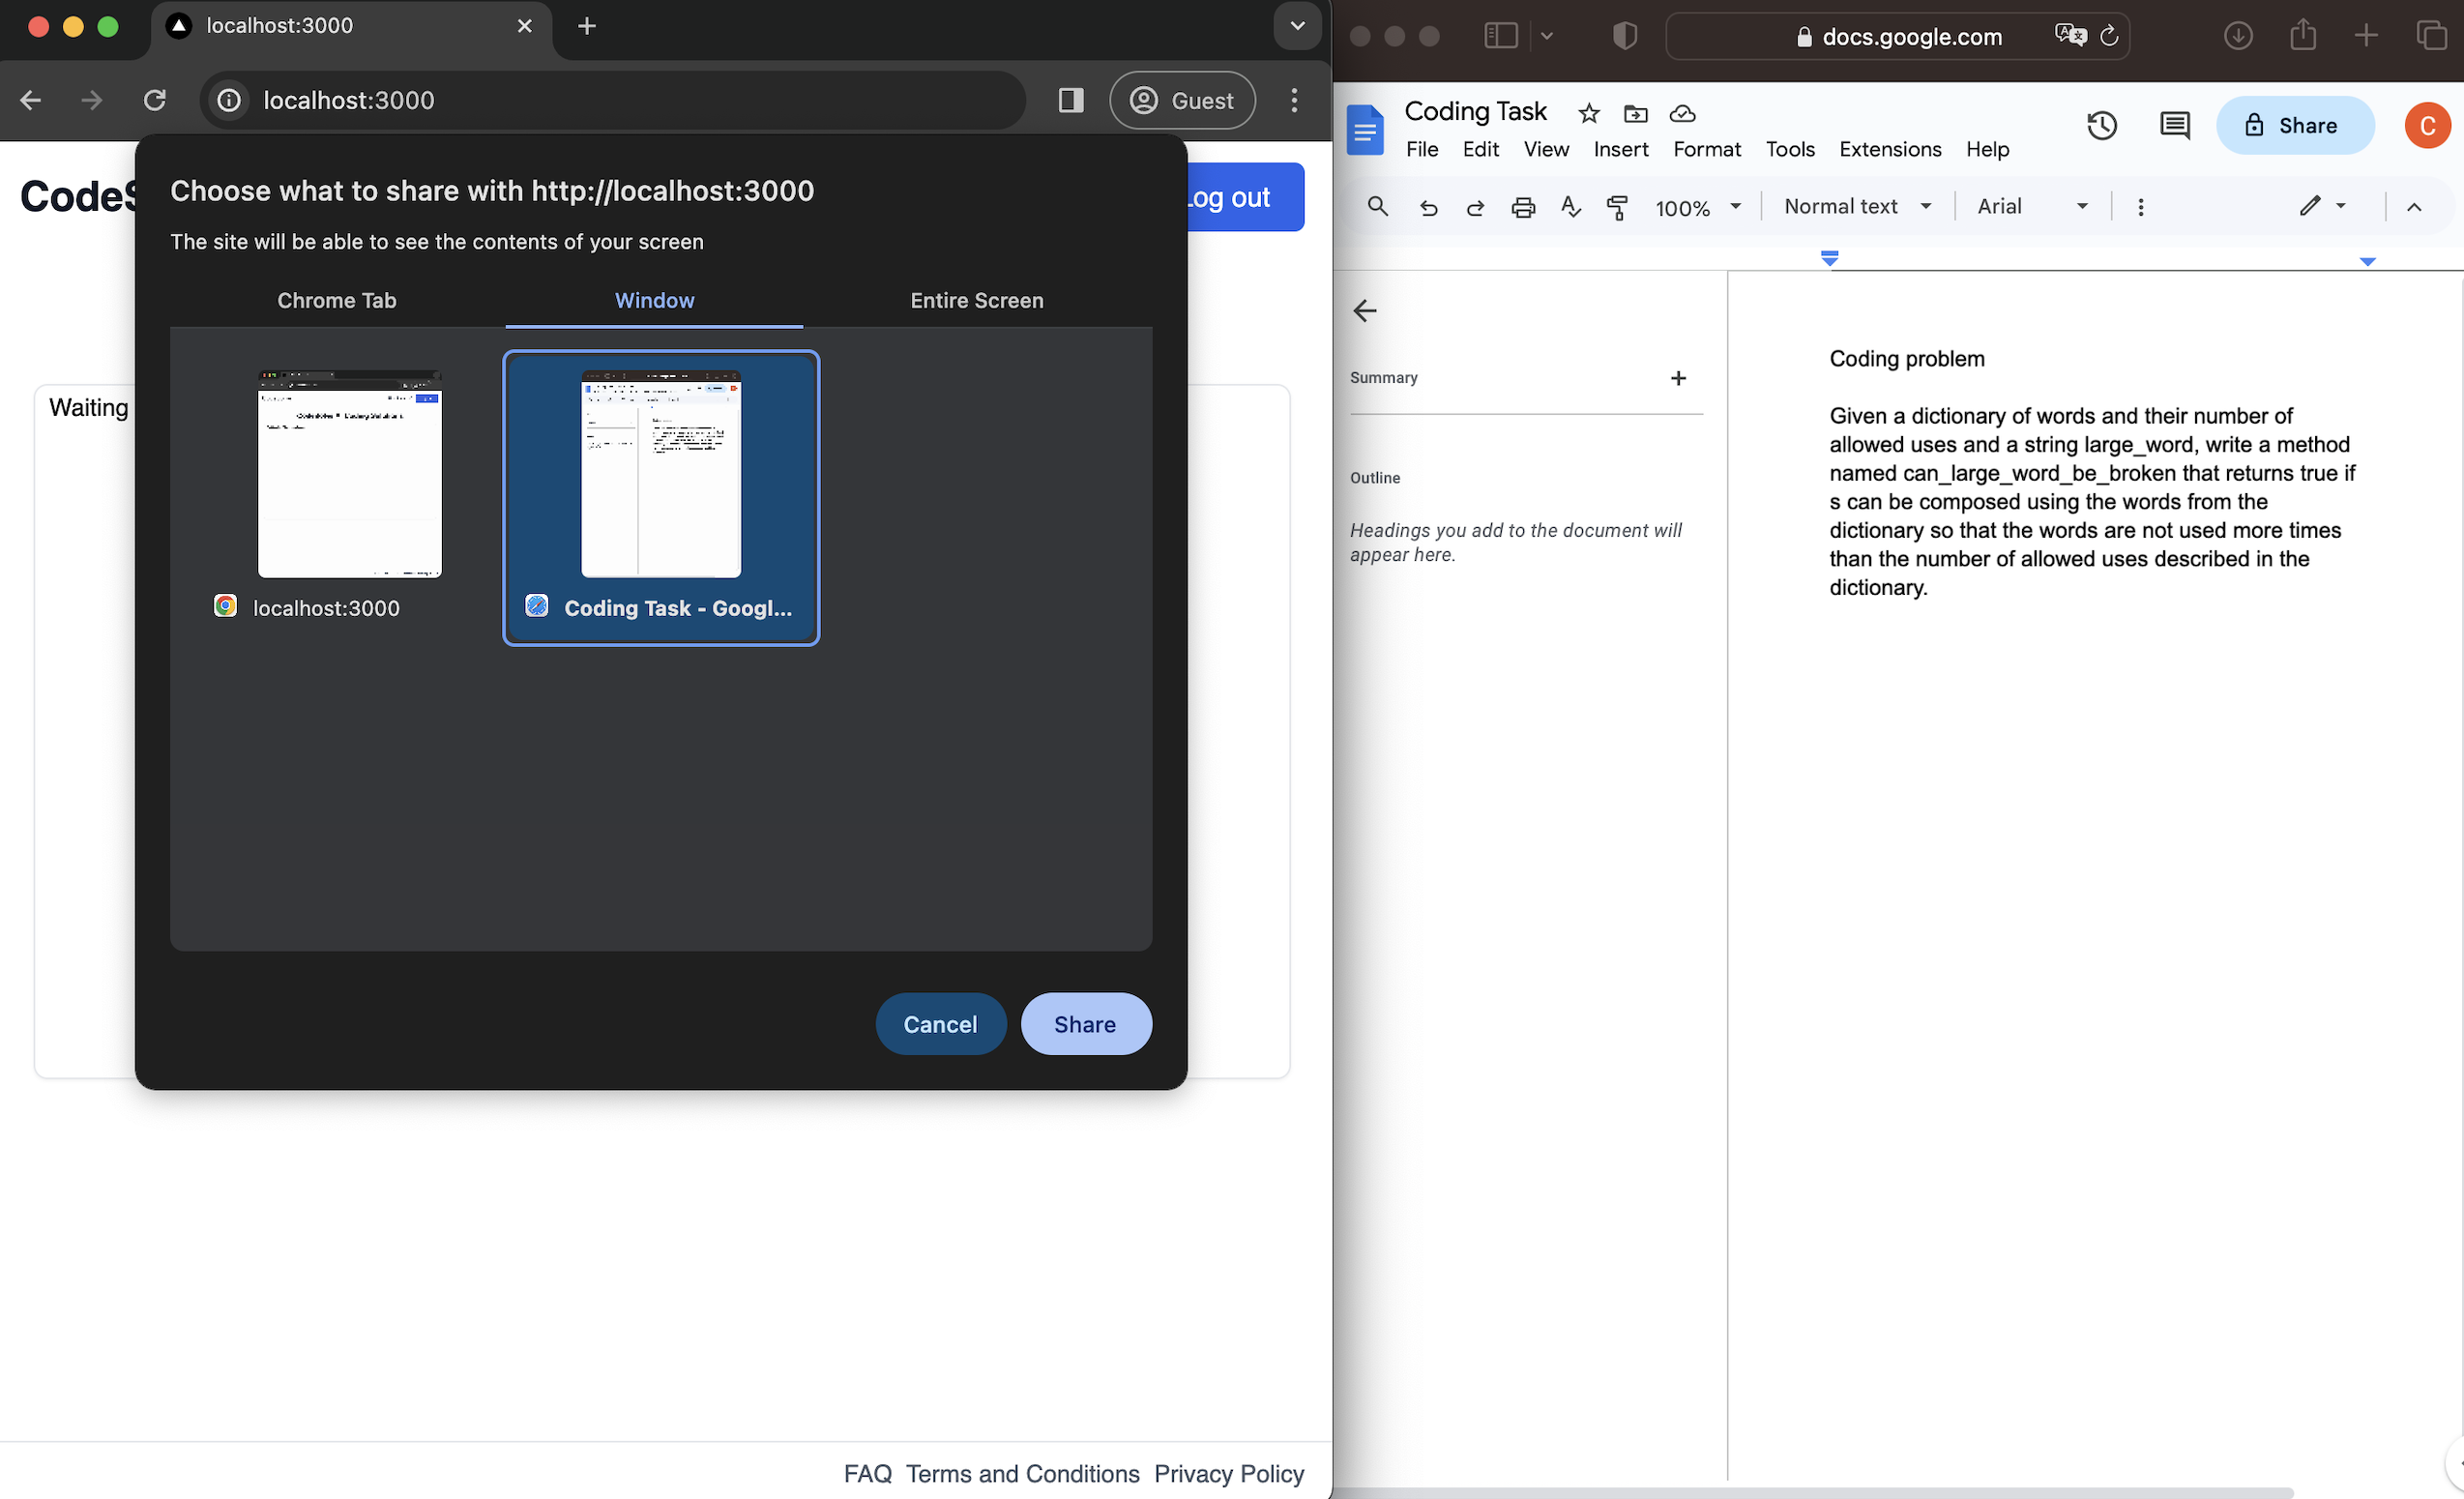 localhost:3000
localhost:3000
Guest
CodeS
Log out
Choose what to share with http://localhost:3000
The site will be able to see the contents of your screen
Chrome Tab
Window
Entire Screen
localhost:3000
Coding Task - Googl...
Cancel
Share
Waiting
FAQ Terms and Conditions Privacy Policy
docs.google.com
Coding Task
File Edit View Insert Format Tools Extensions Help
Share
C
100%
Normal text
Arial
Summary
Outline
Headings you add to the document will
appear here.
Coding problem
Given a dictionary of words and their number of
allowed uses and a string large_word, write a method
named can_large_word_be_broken that returns true if
s can be composed using the words from the
dictionary so that the words are not used more times
than the number of allowed uses described in the
dictionary.